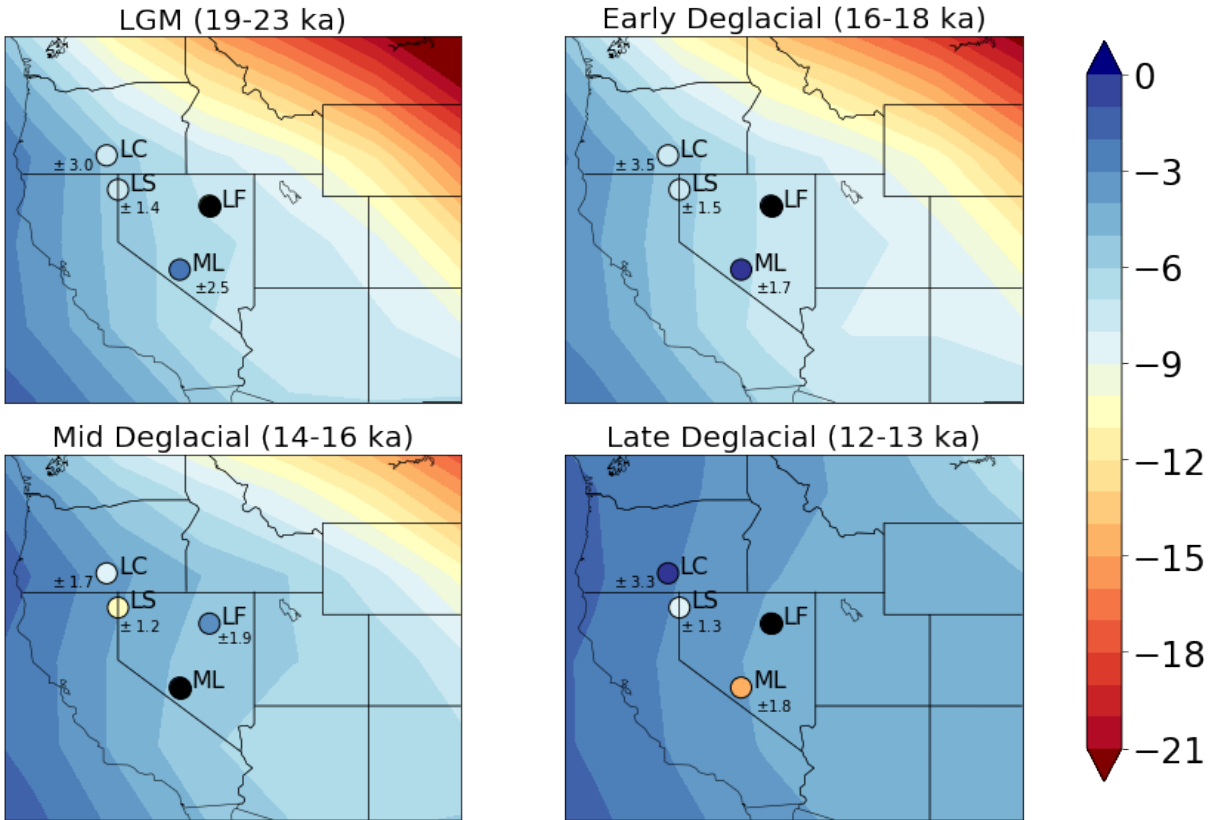 LGM (19-23 ka)
Early Deglacial (16-18 ka)
LC
± 3.0
LS
± 1.4
LF
ML
±2.5
LC
± 3.5
LS
± 1.5
LF
ML
±1.7
Mid Deglacial (14-16 ka)
Late Deglacial (12-13 ka)
LC
± 1.7
LS
± 1.2
LF
±1.9
ML
LC
± 3.3
LS
± 1.3
LF
ML
±1.8
0
−3
−6
−9
−12
−15
−18
−21